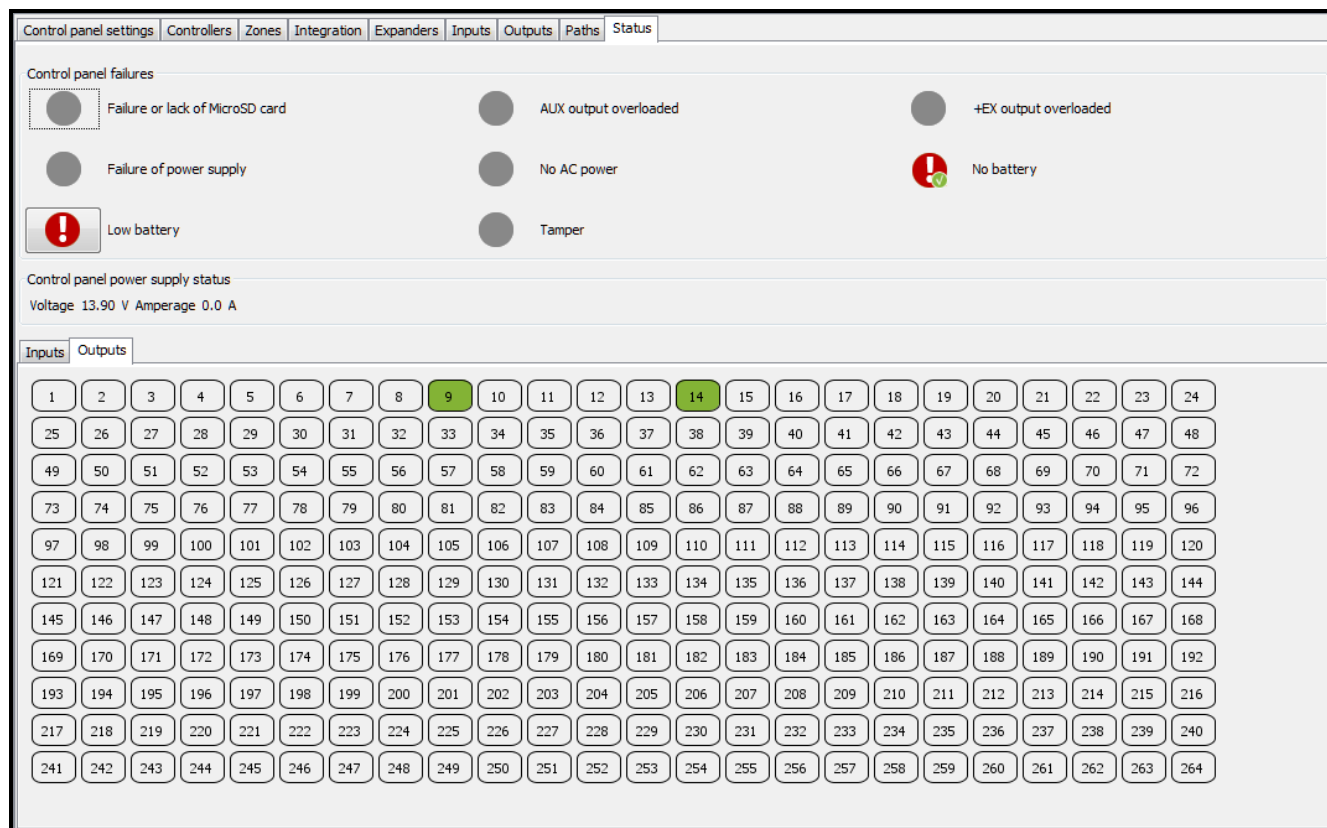 Control panel settings Controllers Zones Integration Expanders Inputs Outputs Paths Status
Control panel failures
Failure or lack of MicroSD card AUX output overloaded +EX output overloaded
Failure of power supply No AC power No battery
Low battery Tamper
Control panel power supply status
Voltage 13.90 V Amperage 0.0 A
Inputs Outputs
1 2 3 4 5 6 7 8 9 10 11 12 13 14 15 16 17 18 19 20 21 22 23 24
25 26 27 28 29 30 31 32 33 34 35 36 37 38 39 40 41 42 43 44 45 46 47 48
49 50 51 52 53 54 55 56 57 58 59 60 61 62 63 64 65 66 67 68 69 70 71 72
73 74 75 76 77 78 79 80 81 82 83 84 85 86 87 88 89 90 91 92 93 94 95 96
97 98 99 100 101 102 103 104 105 106 107 108 109 110 111 112 113 114 115 116 117 118 119 120
121 122 123 124 125 126 127 128 129 130 131 132 133 134 135 136 137 138 139 140 141 142 143 144
145 146 147 148 149 150 151 152 153 154 155 156 157 158 159 160 161 162 163 164 165 166 167 168
169 170 171 172 173 174 175 176 177 178 179 180 181 182 183 184 185 186 187 188 189 190 191 192
193 194 195 196 197 198 199 200 201 202 203 204 205 206 207 208 209 210 211 212 213 214 215 216
217 218 219 220 221 222 223 224 225 226 227 228 229 230 231 232 233 234 235 236 237 238 239 240
241 242 243 244 245 246 247 248 249 250 251 252 253 254 255 256 257 258 259 260 261 262 263 264